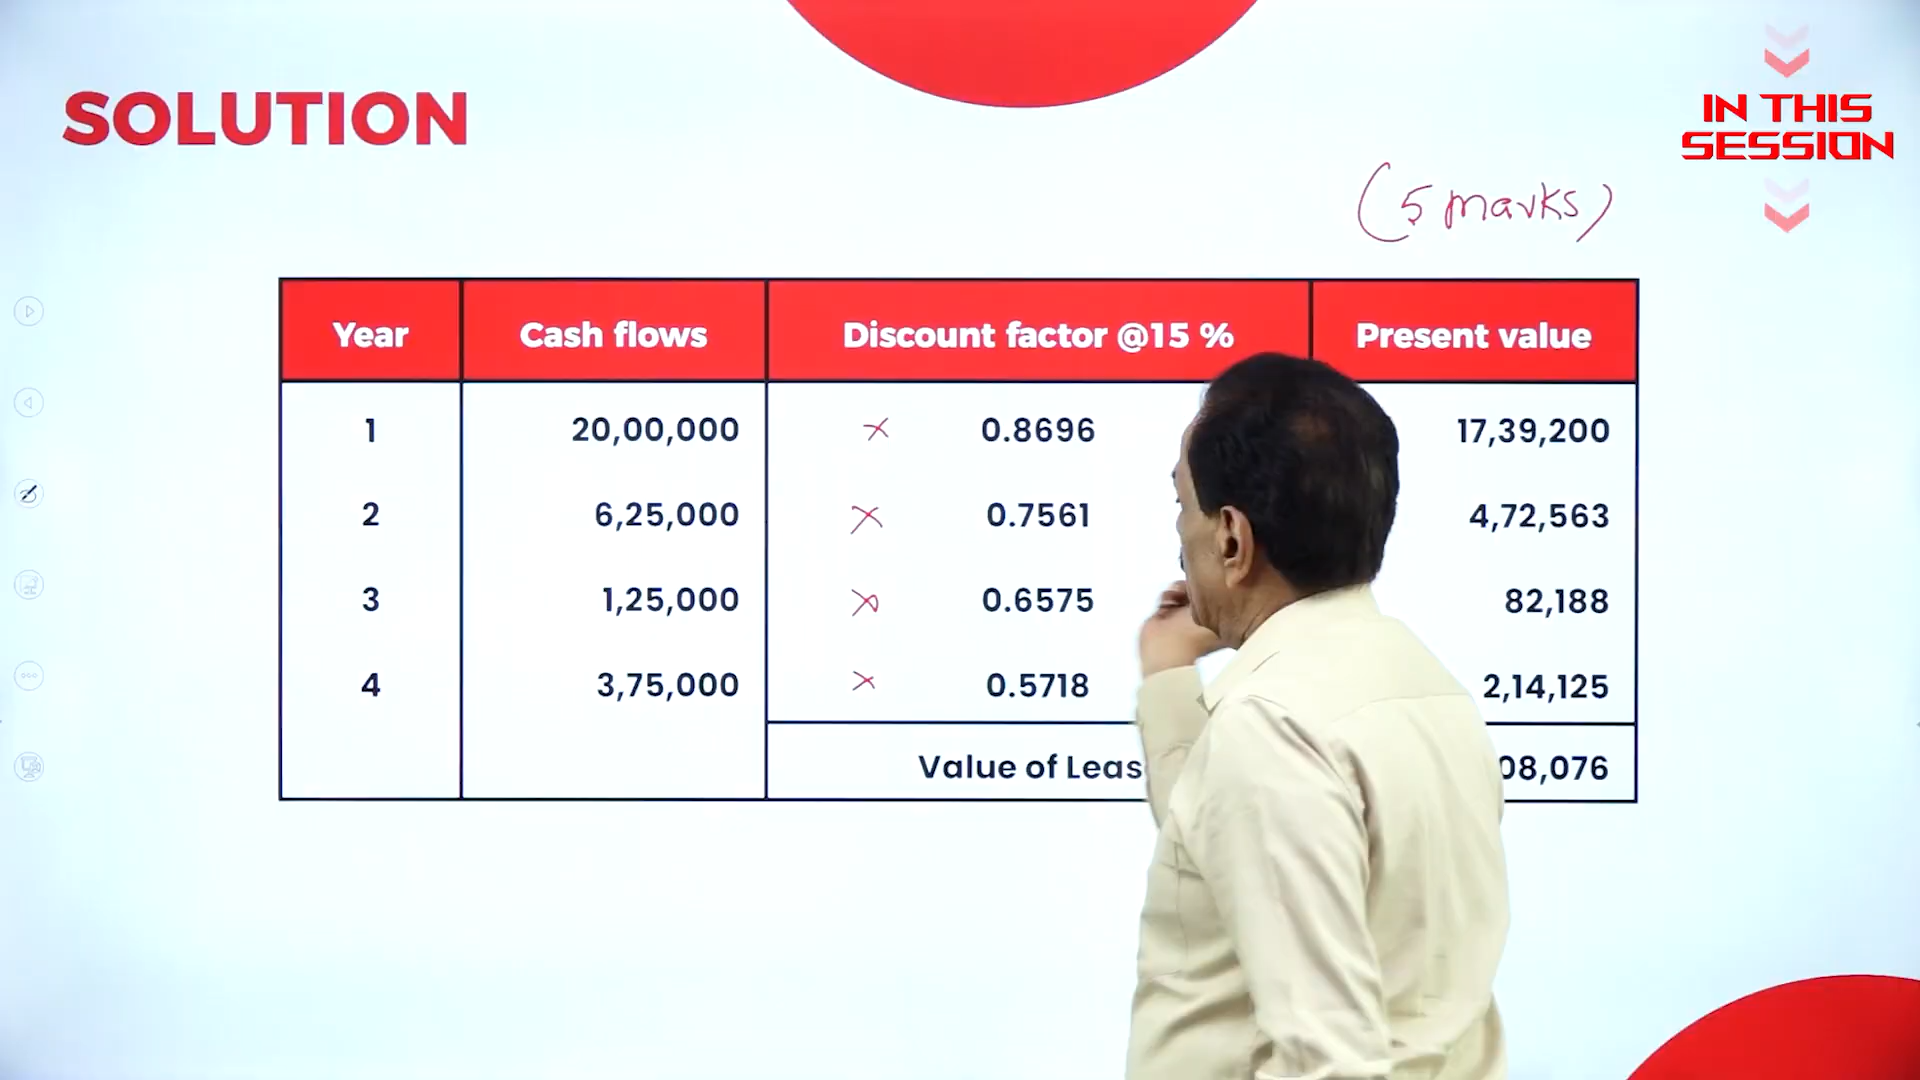 IN THIS
SESSION
SOLUTION
(5 marks)
Year Cash flows Discount factor @15 % Present value
1 20,00,000 × 0.8696 17,39,200
2 6,25,000 × 0.7561 4,72,563
3 1,25,000 × 0.6575 82,188
4 3,75,000 × 0.5718 2,14,125
Value of 08,076